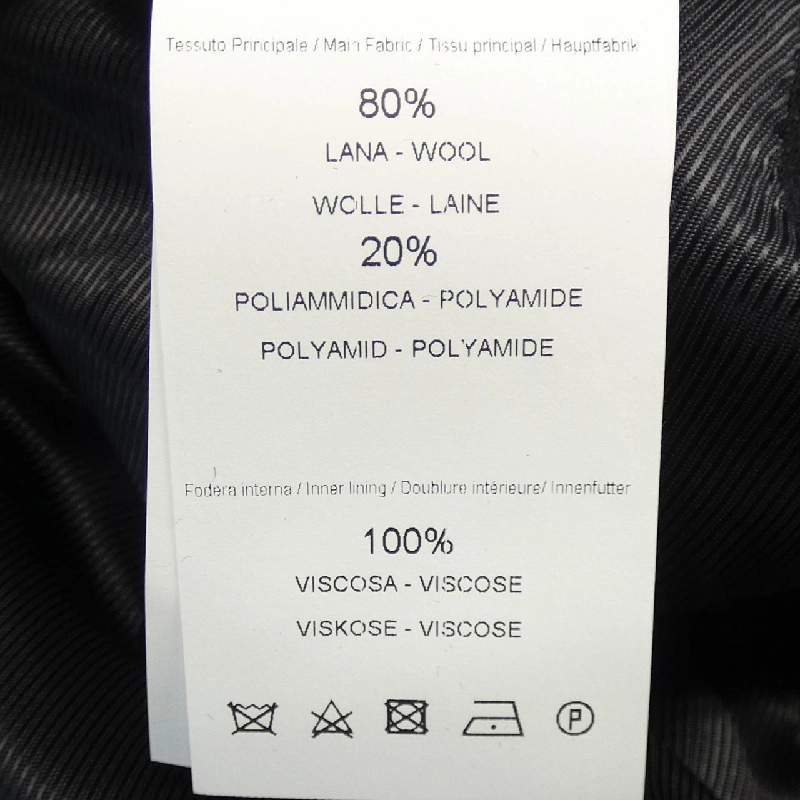 Tessuto Principale / Main Fabric / Tissu principal / Hauptfabrik
80%
LANA - WOOL
WOLLE - LAINE
20%
POLIAMMIDICA - POLYAMIDE
POLYAMID - POLYAMIDE
Fodera interna / Inner lining / Doublure intérieure/ Innenfutter
100%
VISCOSA - VISCOSE
VISKOSE - VISCOSE
P